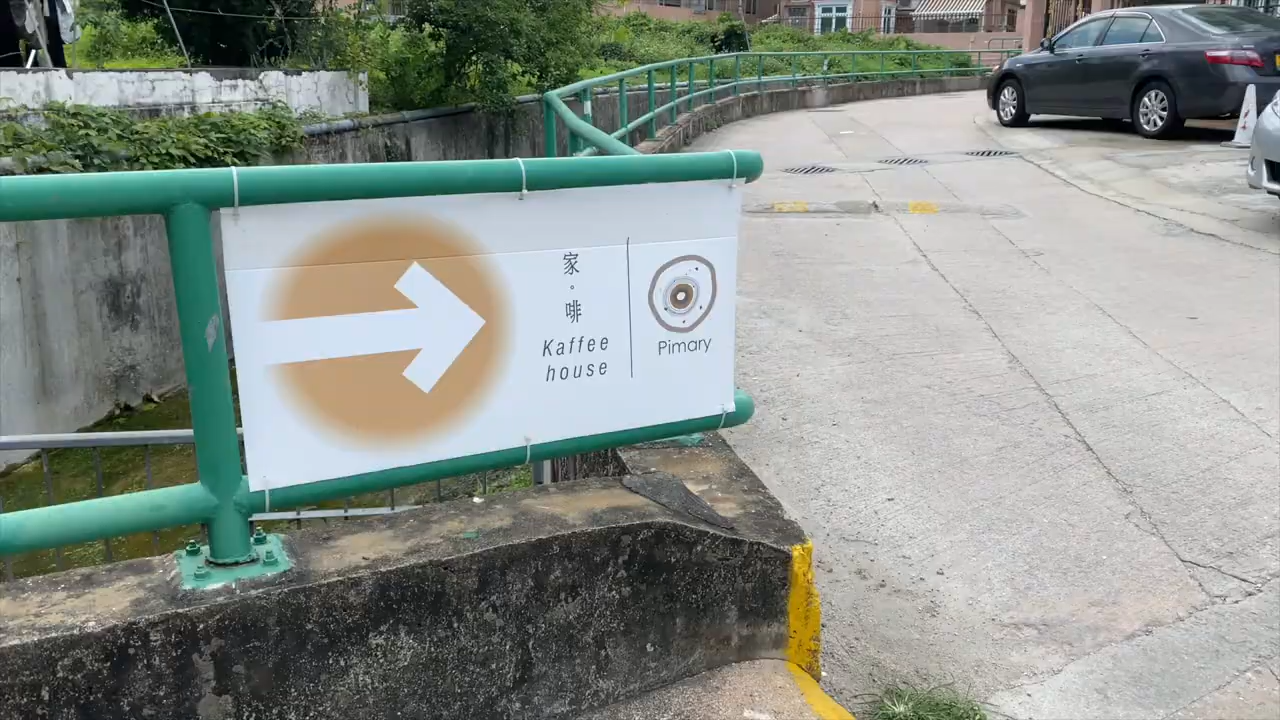 家
·
啡
Kaffee
house
Pimary